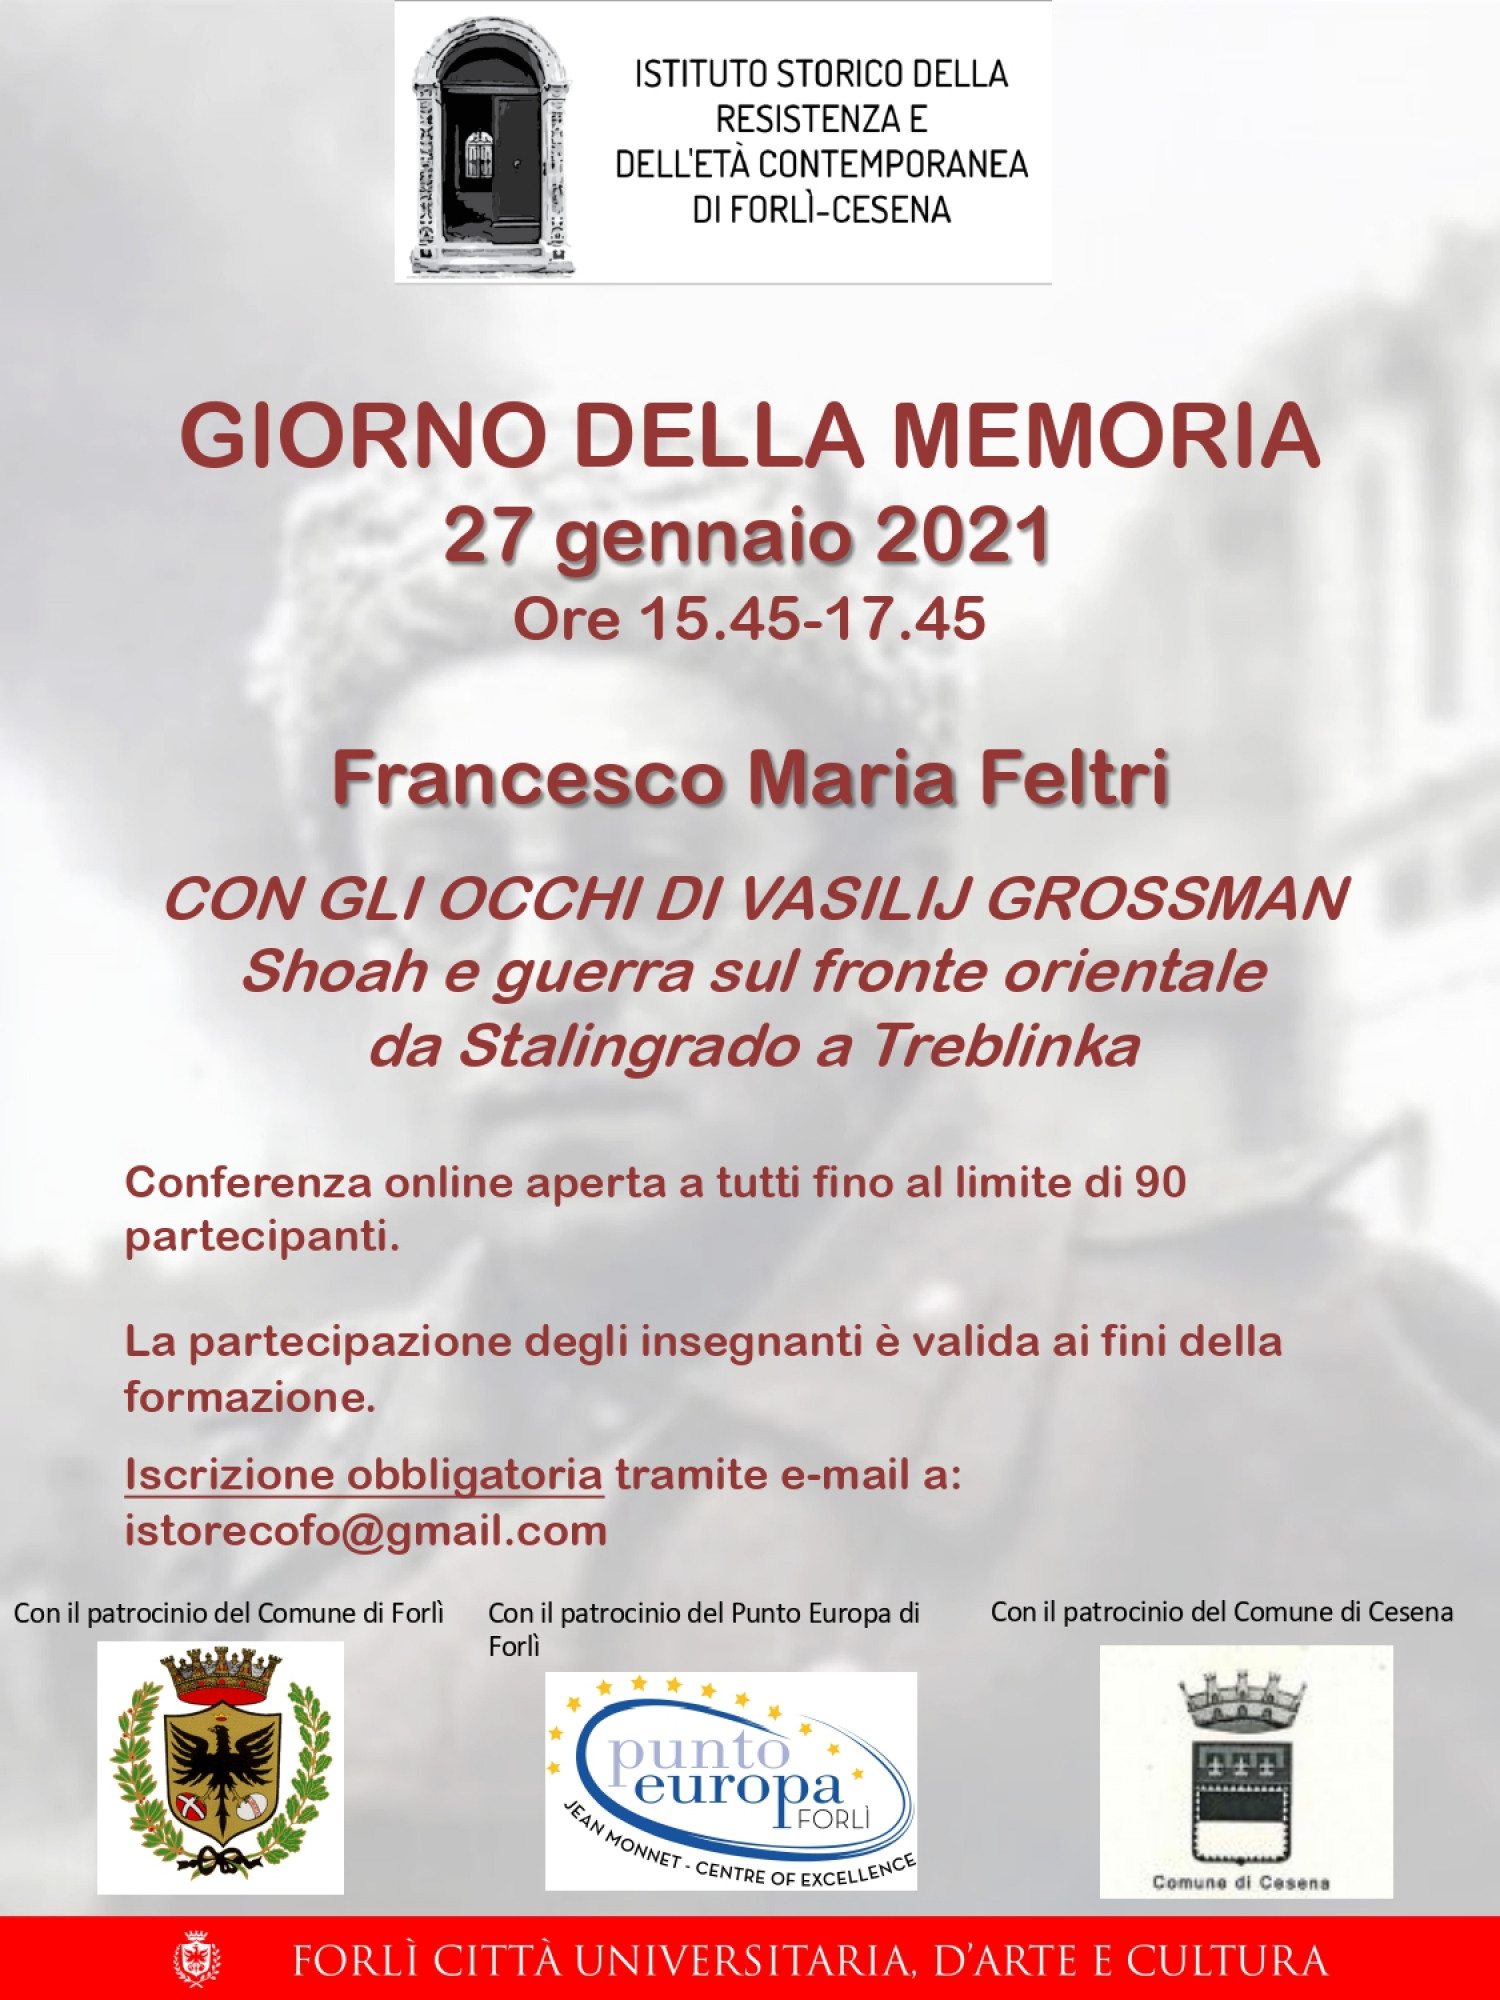 ISTITUTO STORICO DELLA
RESISTENZA E
DELL'ETÀ CONTEMPORANEA
DI FORLÌ-CESENA
GIORNO DELLA MEMORIA
27 gennaio 2021
Ore 15.45-17.45
Francesco Maria Feltri
CON GLI OCCHI DI VASILIJ GROSSMAN
Shoah e guerra sul fronte orientale
da Stalingrado a Treblinka
Conferenza online aperta a tutti fino al limite di 90
partecipanti.
La partecipazione degli insegnanti è valida ai fini della
formazione.
Iscrizione obbligatoria tramite e-mail a:
istorecofo@gmail.com
Con il patrocinio del Comune di Forlì
Con il patrocinio del Punto Europa di
Forlì
Con il patrocinio del Comune di Cesena
punto
europa
FORLÌ
JEAN MONNET - CENTRE OF EXCELLENCE
Comune di Cesena
FORLÌ CITTÀ UNIVERSITARIA, D'ARTE E CULTURA